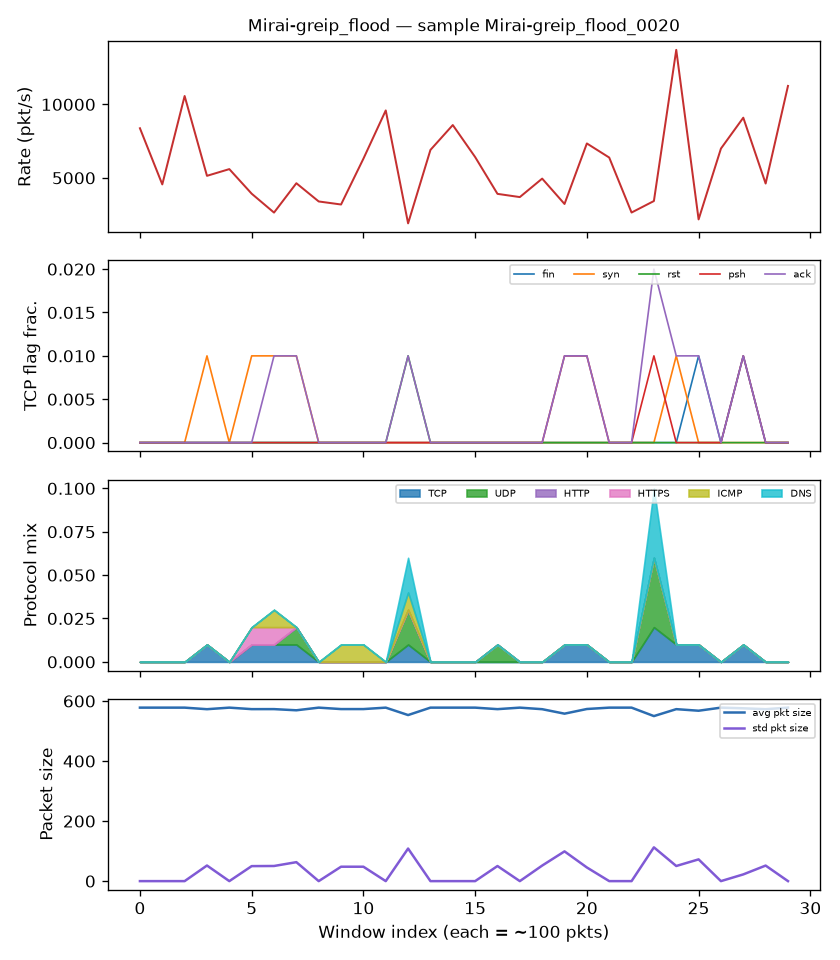 Mirai-greip_flood — sample Mirai-greip_flood_0020
Rate (pkt/s)
10000
5000
TCP flag frac.
0.020
0.015
0.010
0.005
0.000
fin syn rst psh ack
Protocol mix
0.100
0.075
0.050
0.025
0.000
TCP UDP HTTP HTTPS ICMP DNS
Packet size
600
400
200
0
avg pkt size
std pkt size
0 5 10 15 20 25 30
Window index (each = ~100 pkts)